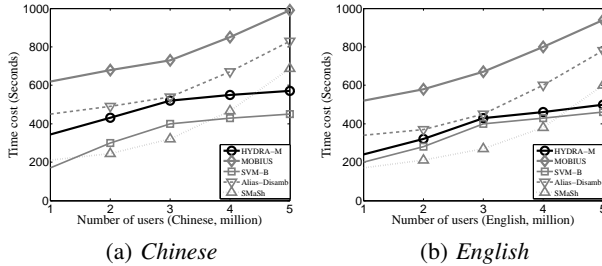 1000
800
600
400
200
0
Time cost (Seconds)
1 2 3 4 5
Number of users (Chinese, million)
HYDRA−M
MOBIUS
SVM−B
Alias−Disamb
SMaSh
(a) Chinese
1000
800
600
400
200
0
Time cost (Seconds)
1 2 3 4 5
Number of users (English, million)
HYDRA−M
MOBIUS
SVM−B
Alias−Disamb
SMaSh
(b) English